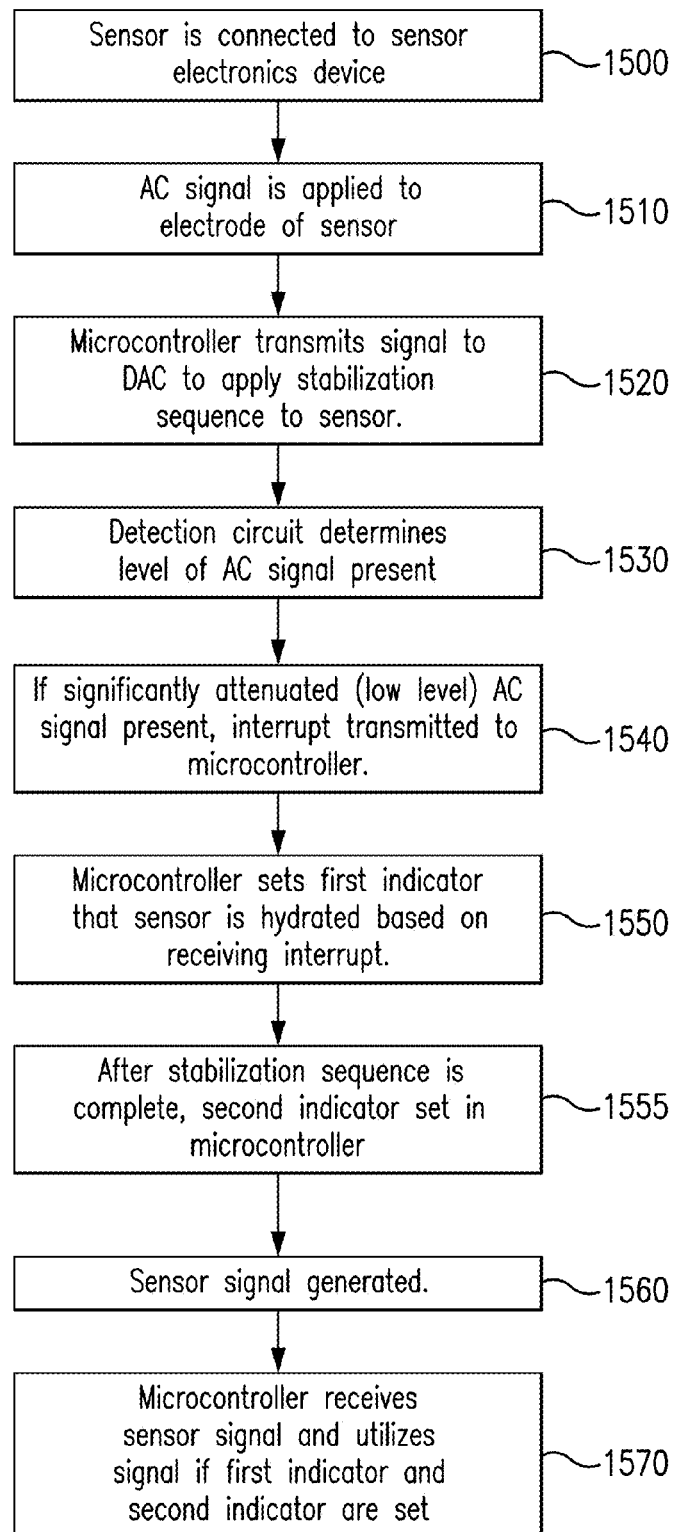 Sensor is connected to sensor
electronics device
1500
AC signal is applied to
electrode of sensor
1510
Microcontroller transmits signal to
DAC to apply stabilization
sequence to sensor.
1520
Detection circuit determines
level of AC signal present
1530
If significantly attenuated (low level) AC
signal present, interrupt transmitted to
microcontroller.
1540
Microcontroller sets first indicator
that sensor is hydrated based on
receiving interrupt.
1550
After stabilization sequence is
complete, second indicator set in
microcontroller
1555
Sensor signal generated.
1560
Microcontroller receives
sensor signal and utilizes
signal if first indicator and
second indicator are set
1570